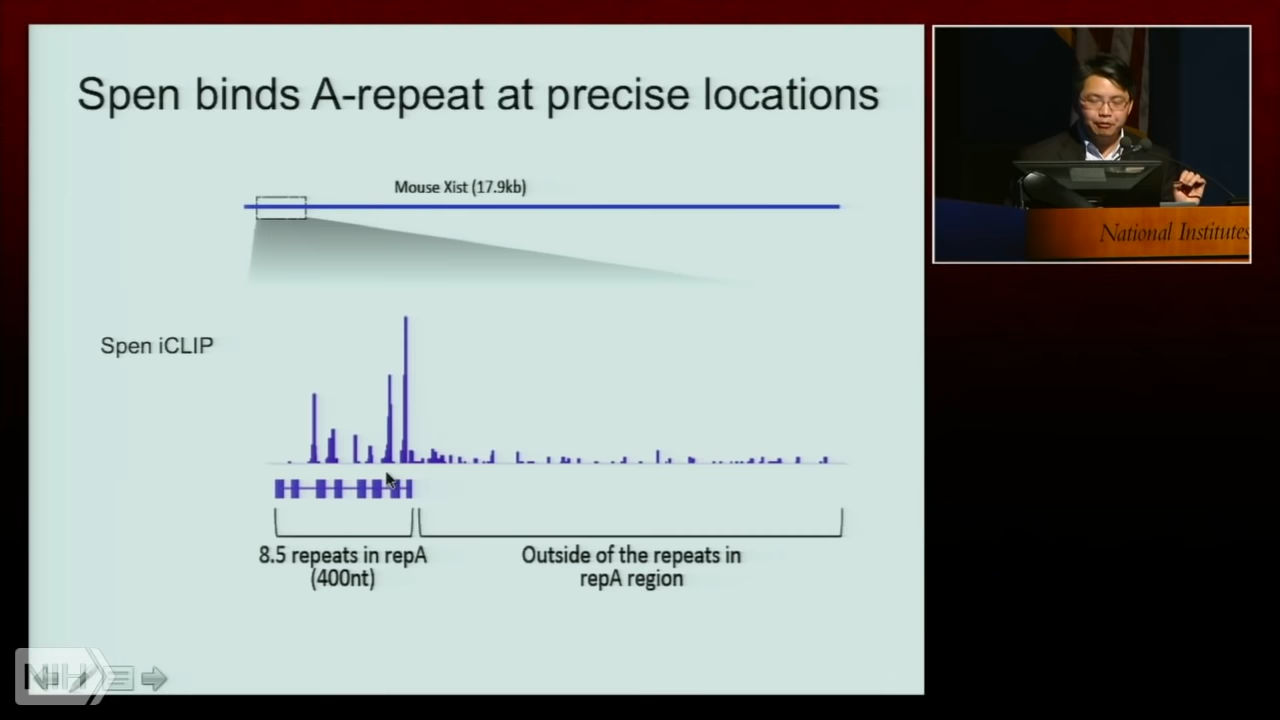 Spen binds A-repeat at precise locations
Mouse Xist (17.9kb)
Spen iCLIP
8.5 repeats in repA
(400nt)
Outside of the repeats in
repA region
National Institutes
NIH